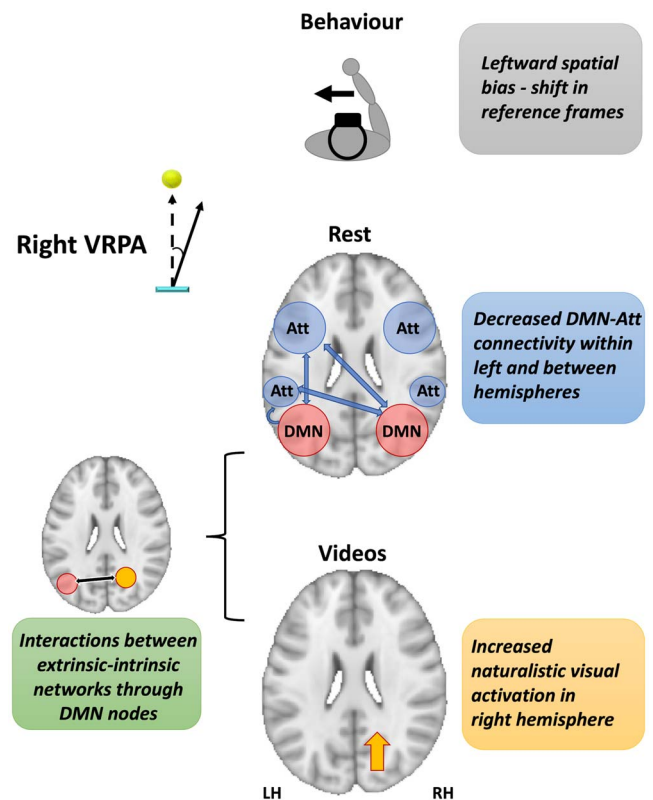 Behaviour
Leftward spatial
bias - shift in
reference frames
Right VRPA
Rest
Att
Att
Att
Att
DMN
DMN
Decreased DMN-Att
connectivity within
left and between
hemispheres
Videos
Interactions between
extrinsic-intrinsic
networks through
DMN nodes
Increased
naturalistic visual
activation in
right hemisphere
LH
RH